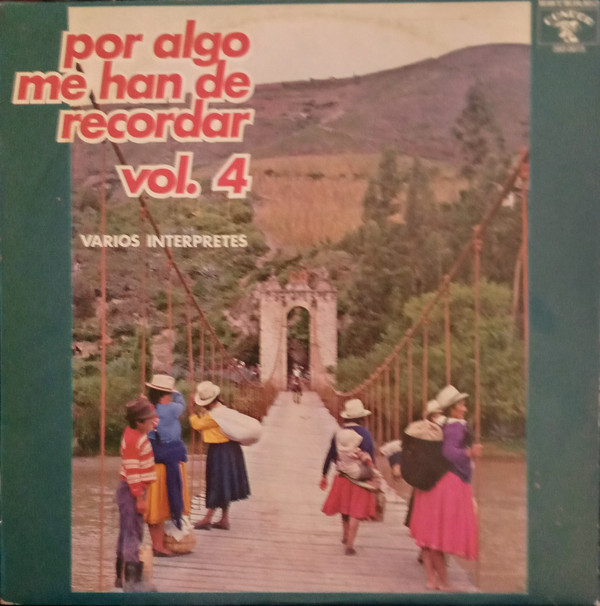 por algo
me han de
recordar
vol. 4
VARIOS INTERPRETES